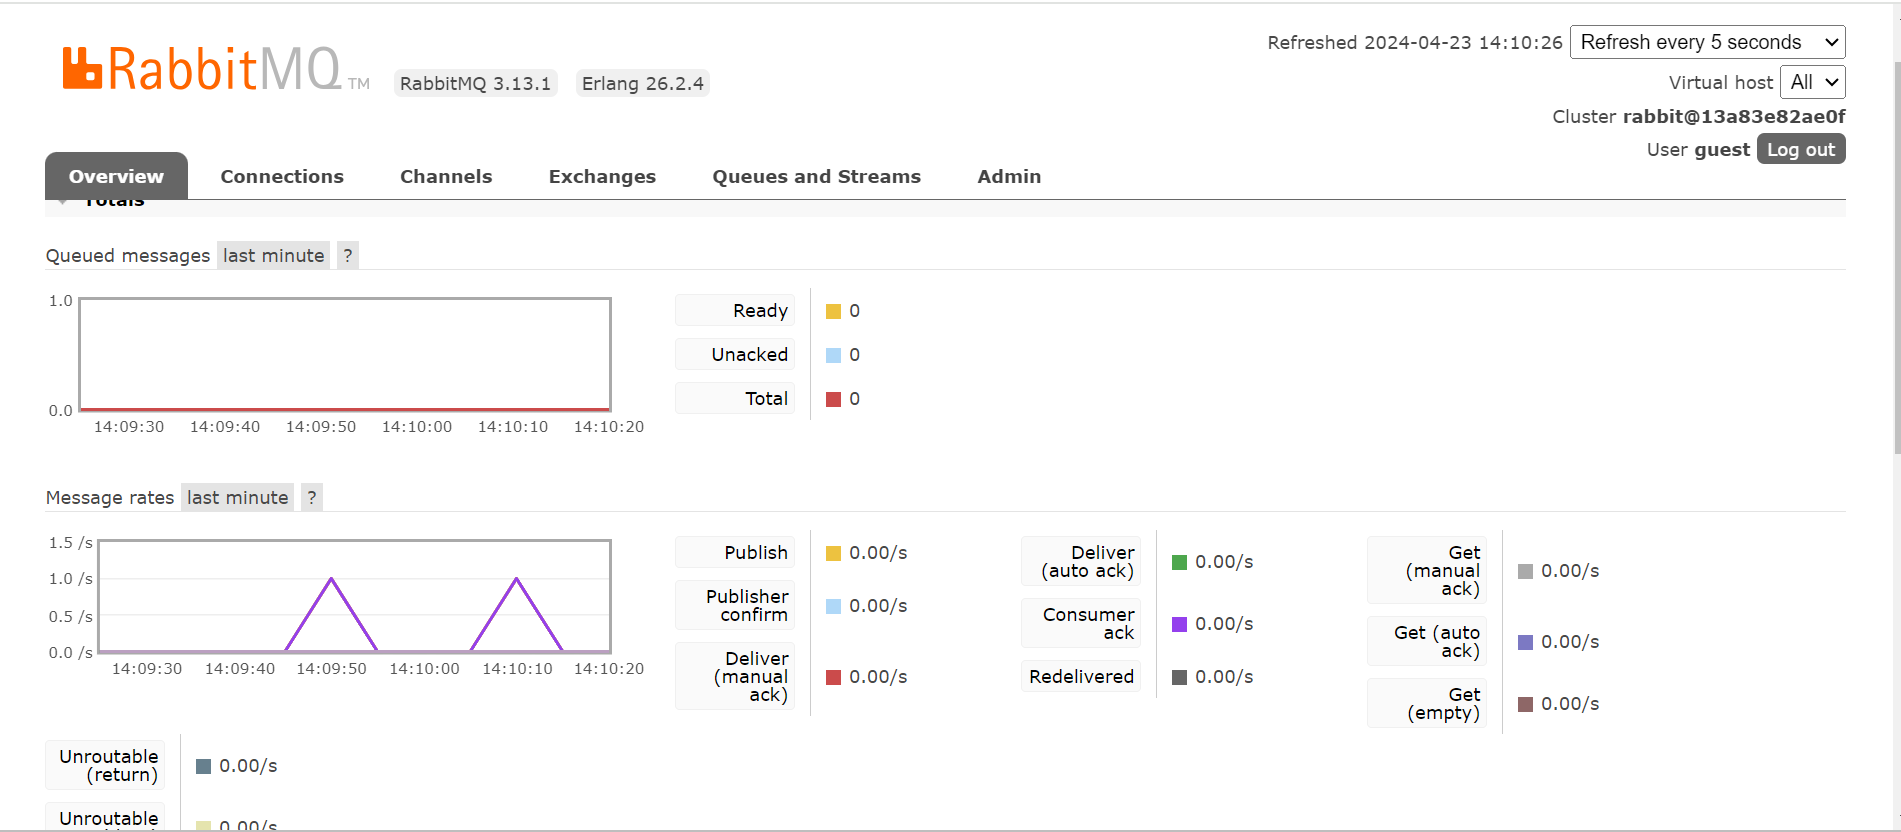 RabbitMQ TM
RabbitMQ 3.13.1
Erlang 26.2.4
Refreshed 2024-04-23 14:10:26
Refresh every 5 seconds
Virtual host All
Cluster rabbit@13a83e82ae0f
User guest Log out
Overview
Connections
Channels
Exchanges
Queues and Streams
Admin
Totals
Queued messages last minute ?
1.0
0.0
14:09:30 14:09:40 14:09:50 14:10:00 14:10:10 14:10:20
Ready 0
Unacked 0
Total 0
Message rates last minute ?
1.5 /s
1.0 /s
0.5 /s
0.0 /s
14:09:30 14:09:40 14:09:50 14:10:00 14:10:10 14:10:20
Publish 0.00/s
Publisher
confirm 0.00/s
Deliver
(manual
ack) 0.00/s
Deliver
(auto ack) 0.00/s
Consumer
ack 0.00/s
Redelivered 0.00/s
Get
(manual
ack) 0.00/s
Get (auto
ack) 0.00/s
Get
(empty) 0.00/s
Unroutable
(return) 0.00/s
Unroutable
0.00/s